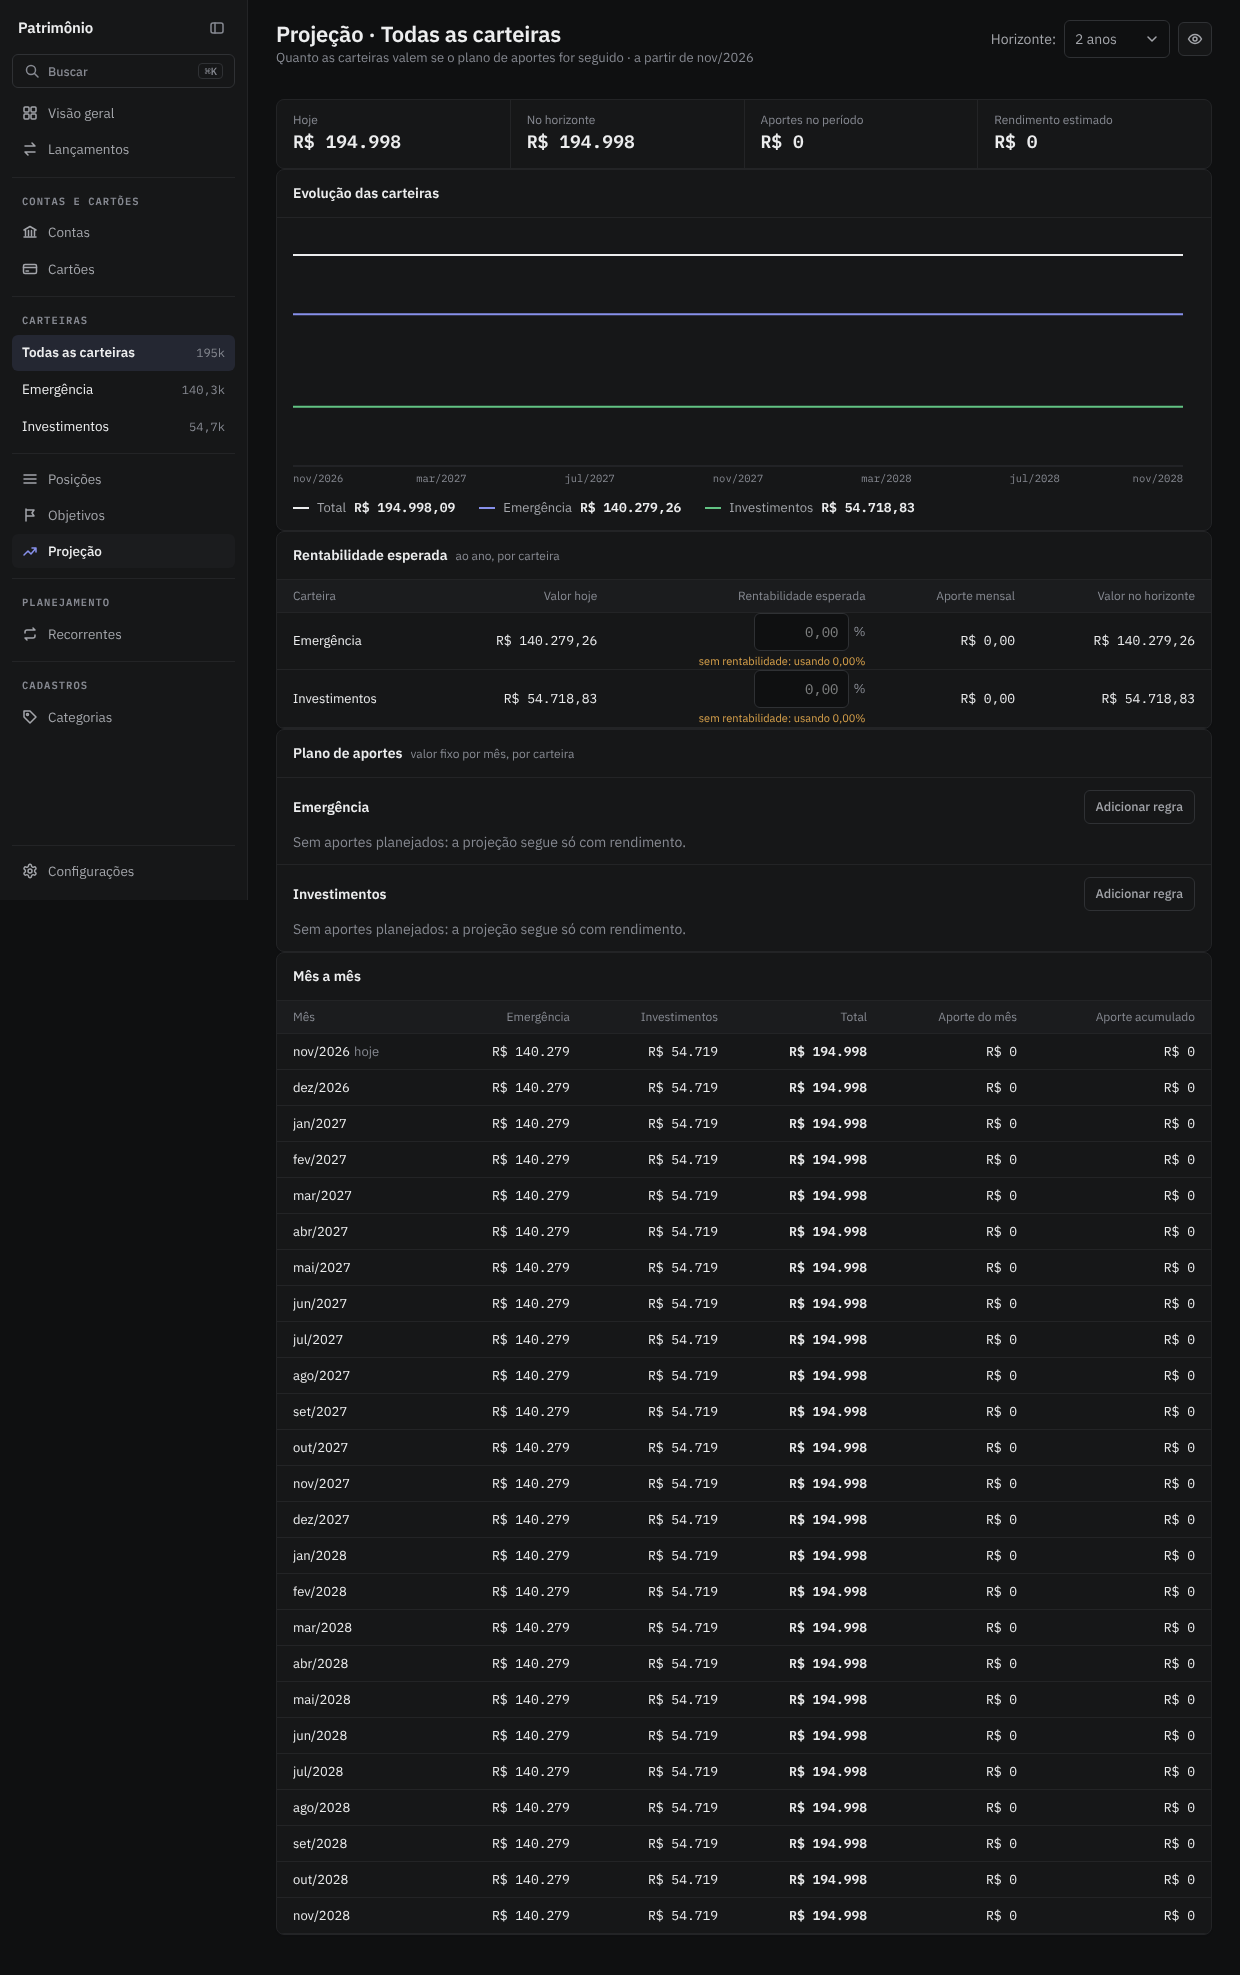 Patrimônio
Buscar ⌘K
Visão geral
Lançamentos
CONTAS E CARTÕES
Contas
Cartões
CARTEIRAS
Todas as carteiras 195k
Emergência 140,3k
Investimentos 54,7k
Posições
Objetivos
Projeção
PLANEJAMENTO
Recorrentes
CADASTROS
Categorias
Configurações
Projeção · Todas as carteiras
Quanto as carteiras valem se o plano de aportes for seguido · a partir de nov/2026
Horizonte: 2 anos
Hoje
R$ 194.998
No horizonte
R$ 194.998
Aportes no período
R$ 0
Rendimento estimado
R$ 0
Evolução das carteiras
nov/2026 mar/2027 jul/2027 nov/2027 mar/2028 jul/2028 nov/2028
Total R$ 194.998,09 Emergência R$ 140.279,26 Investimentos R$ 54.718,83
Rentabilidade esperada ao ano, por carteira
Carteira Valor hoje Rentabilidade esperada Aporte mensal Valor no horizonte
Emergência R$ 140.279,26 0,00 % R$ 0,00 R$ 140.279,26
sem rentabilidade: usando 0,00%
Investimentos R$ 54.718,83 0,00 % R$ 0,00 R$ 54.718,83
sem rentabilidade: usando 0,00%
Plano de aportes valor fixo por mês, por carteira
Emergência Adicionar regra
Sem aportes planejados: a projeção segue só com rendimento.
Investimentos Adicionar regra
Sem aportes planejados: a projeção segue só com rendimento.
Mês a mês
Mês Emergência Investimentos Total Aporte do mês Aporte acumulado
nov/2026 hoje R$ 140.279 R$ 54.719 R$ 194.998 R$ 0 R$ 0
dez/2026 R$ 140.279 R$ 54.719 R$ 194.998 R$ 0 R$ 0
jan/2027 R$ 140.279 R$ 54.719 R$ 194.998 R$ 0 R$ 0
fev/2027 R$ 140.279 R$ 54.719 R$ 194.998 R$ 0 R$ 0
mar/2027 R$ 140.279 R$ 54.719 R$ 194.998 R$ 0 R$ 0
abr/2027 R$ 140.279 R$ 54.719 R$ 194.998 R$ 0 R$ 0
mai/2027 R$ 140.279 R$ 54.719 R$ 194.998 R$ 0 R$ 0
jun/2027 R$ 140.279 R$ 54.719 R$ 194.998 R$ 0 R$ 0
jul/2027 R$ 140.279 R$ 54.719 R$ 194.998 R$ 0 R$ 0
ago/2027 R$ 140.279 R$ 54.719 R$ 194.998 R$ 0 R$ 0
set/2027 R$ 140.279 R$ 54.719 R$ 194.998 R$ 0 R$ 0
out/2027 R$ 140.279 R$ 54.719 R$ 194.998 R$ 0 R$ 0
nov/2027 R$ 140.279 R$ 54.719 R$ 194.998 R$ 0 R$ 0
dez/2027 R$ 140.279 R$ 54.719 R$ 194.998 R$ 0 R$ 0
jan/2028 R$ 140.279 R$ 54.719 R$ 194.998 R$ 0 R$ 0
fev/2028 R$ 140.279 R$ 54.719 R$ 194.998 R$ 0 R$ 0
mar/2028 R$ 140.279 R$ 54.719 R$ 194.998 R$ 0 R$ 0
abr/2028 R$ 140.279 R$ 54.719 R$ 194.998 R$ 0 R$ 0
mai/2028 R$ 140.279 R$ 54.719 R$ 194.998 R$ 0 R$ 0
jun/2028 R$ 140.279 R$ 54.719 R$ 194.998 R$ 0 R$ 0
jul/2028 R$ 140.279 R$ 54.719 R$ 194.998 R$ 0 R$ 0
ago/2028 R$ 140.279 R$ 54.719 R$ 194.998 R$ 0 R$ 0
set/2028 R$ 140.279 R$ 54.719 R$ 194.998 R$ 0 R$ 0
out/2028 R$ 140.279 R$ 54.719 R$ 194.998 R$ 0 R$ 0
nov/2028 R$ 140.279 R$ 54.719 R$ 194.998 R$ 0 R$ 0